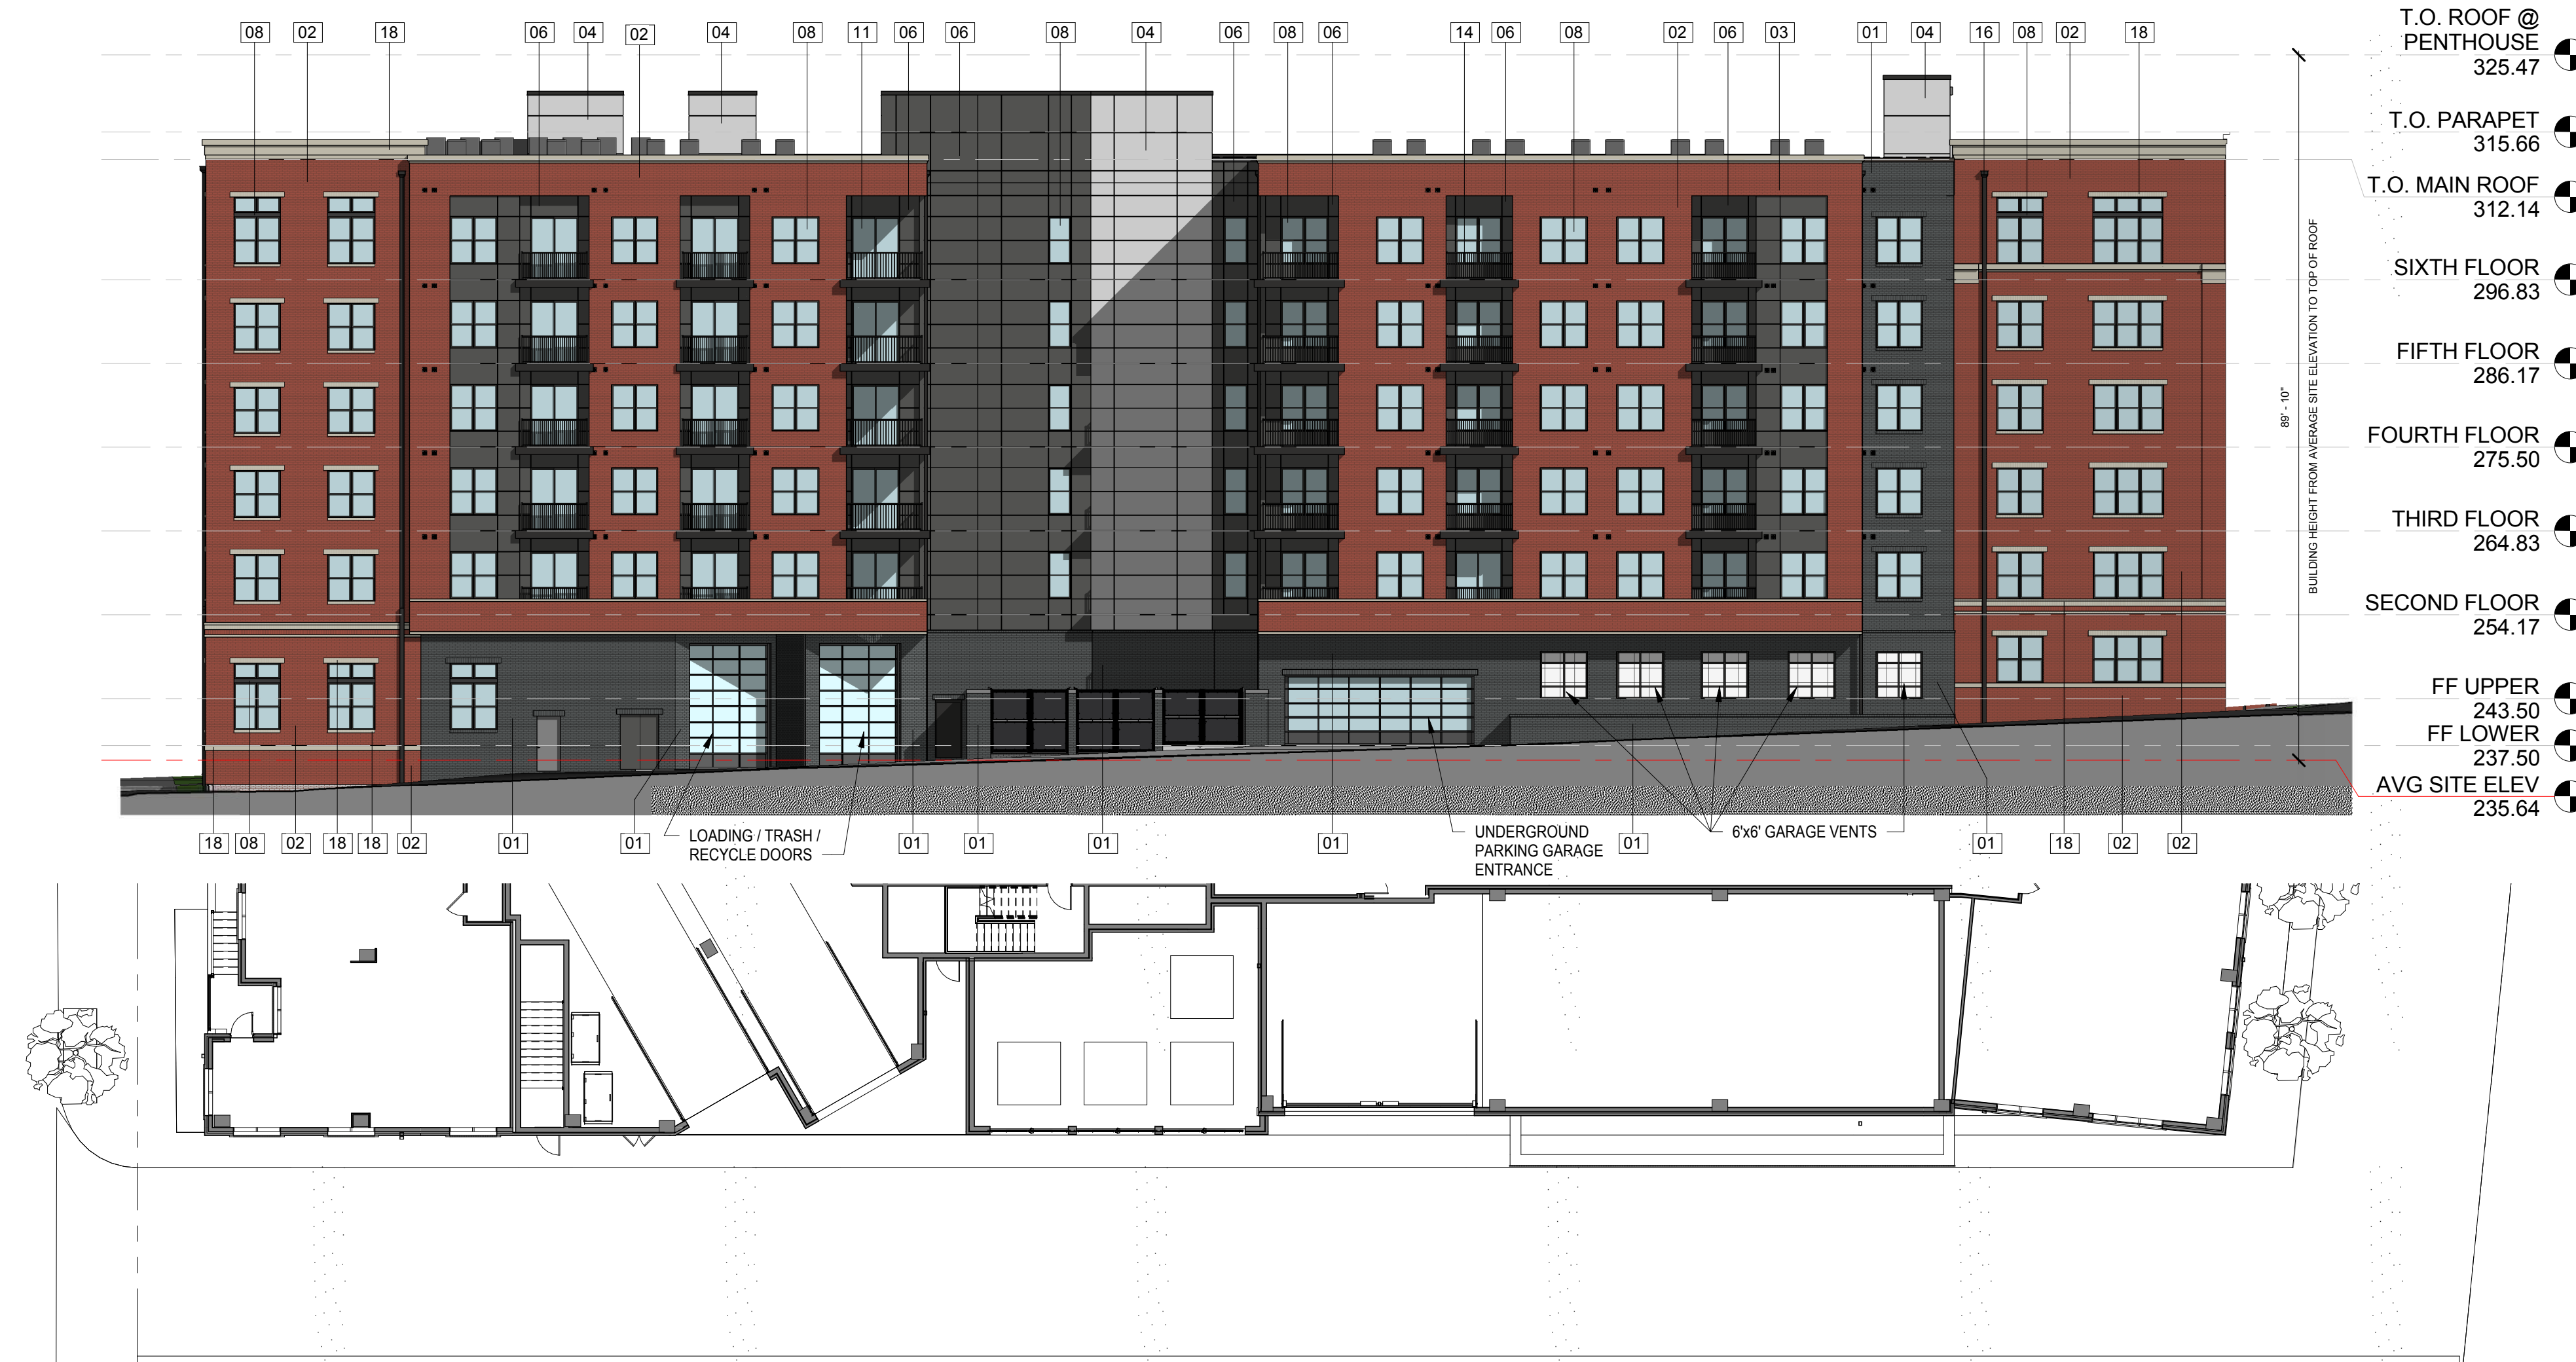 08 02 18 06 04 02 04 08 11 06 06 08 04 06 08 06 14 06 08 02 06 03 01 04 16 08 02 18
T.O. ROOF @
PENTHOUSE
325.47
T.O. PARAPET
315.66
T.O. MAIN ROOF
312.14
SIXTH FLOOR
296.83
FIFTH FLOOR
286.17
FOURTH FLOOR
275.50
THIRD FLOOR
264.83
SECOND FLOOR
254.17
FF UPPER
243.50
FF LOWER
237.50
AVG SITE ELEV
235.64
89' - 10"
BUILDING HEIGHT FROM AVERAGE SITE ELEVATION TO TOP OF ROOF
18 08 02 18 18 02 01 01
LOADING / TRASH /
RECYCLE DOORS
01 01 01 01
UNDERGROUND
PARKING GARAGE
ENTRANCE
01
6'x6' GARAGE VENTS
01 18 02 02